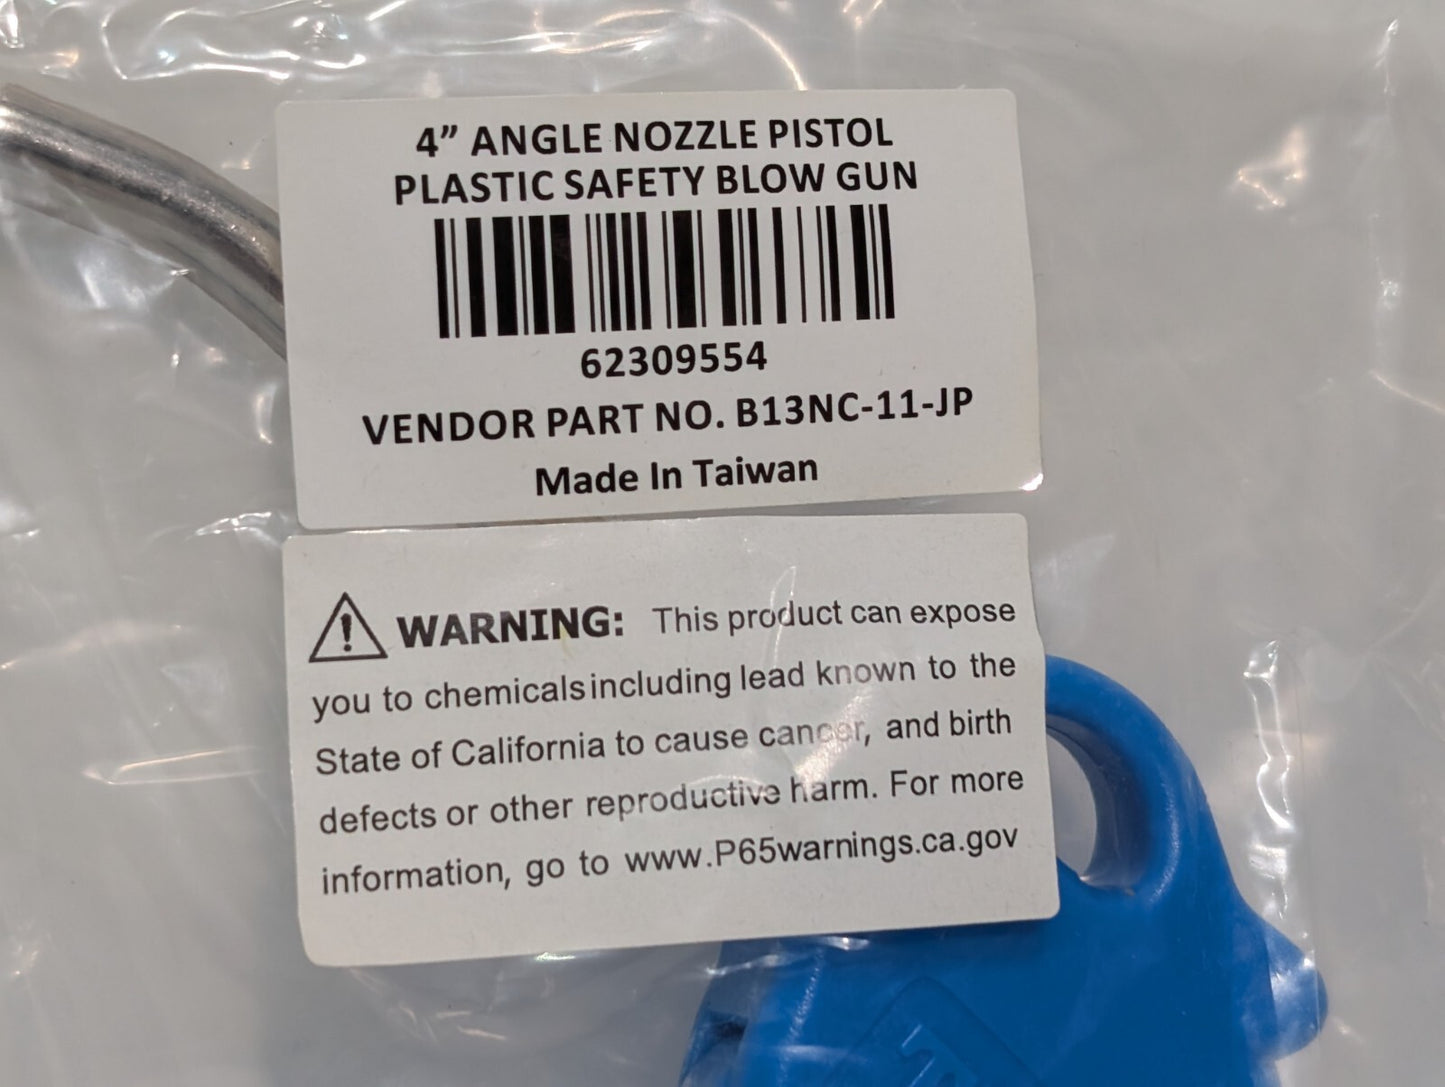 4” ANGLE NOZZLE PISTOL
PLASTIC SAFETY BLOW GUN
62309554
VENDOR PART NO. B13NC-11-JP
Made In Taiwan
WARNING: This product can expose
you to chemicals including lead known to the
State of California to cause cancer, and birth
defects or other reproductive harm. For more
information, go to www.P65warnings.ca.gov